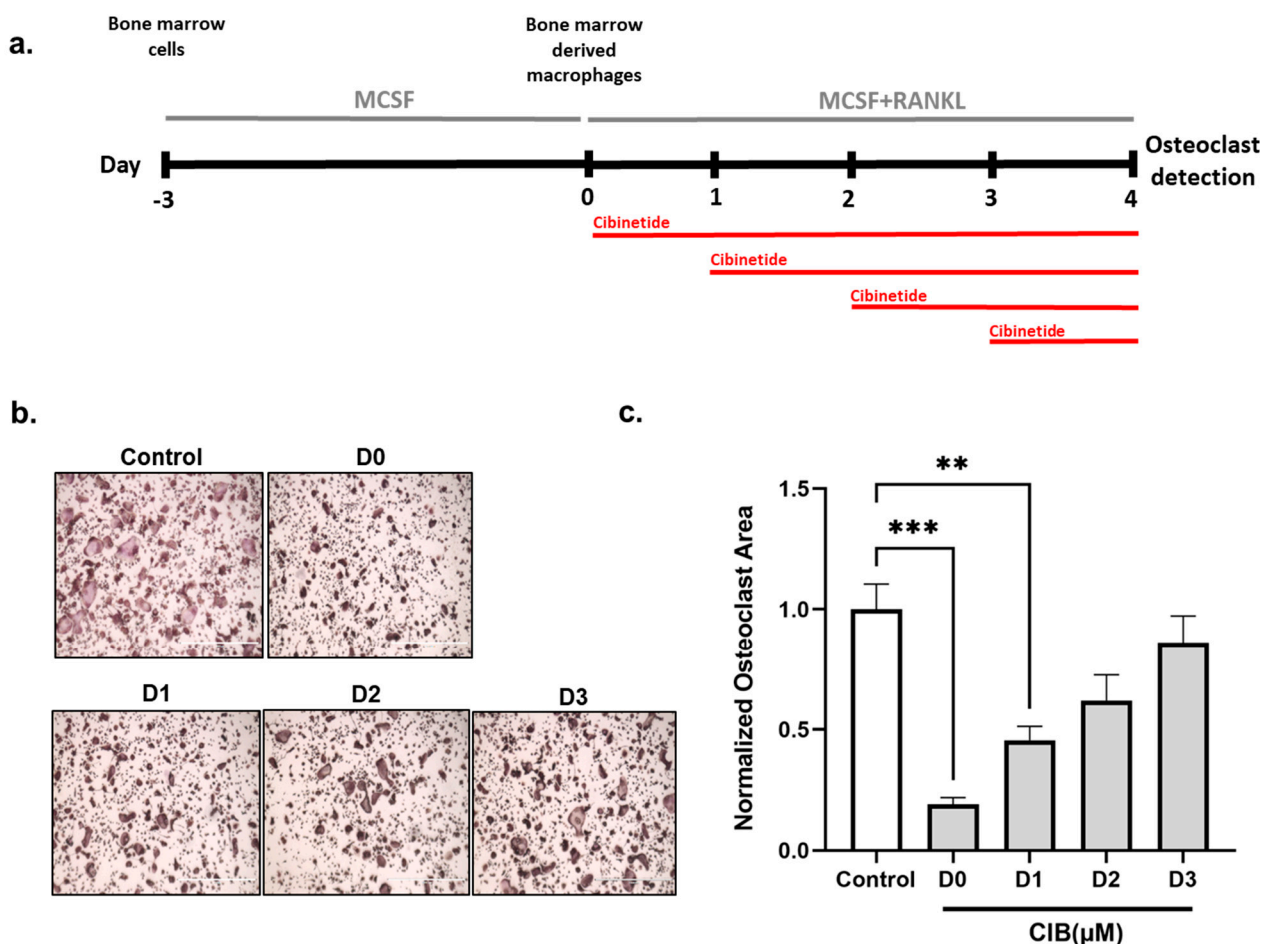 a.
Bone marrow
cells
Bone marrow
derived
macrophages
MCSF
MCSF+RANKL
Day
Osteoclast
detection
-3
0
1
2
3
4
Cibinetide
Cibinetide
Cibinetide
Cibinetide
b.
Control
D0
D1
D2
D3
c.
**
***
Normalized Osteoclast Area
1.5
1.0
0.5
0.0
Control
D0
D1
D2
D3
CIB(μM)